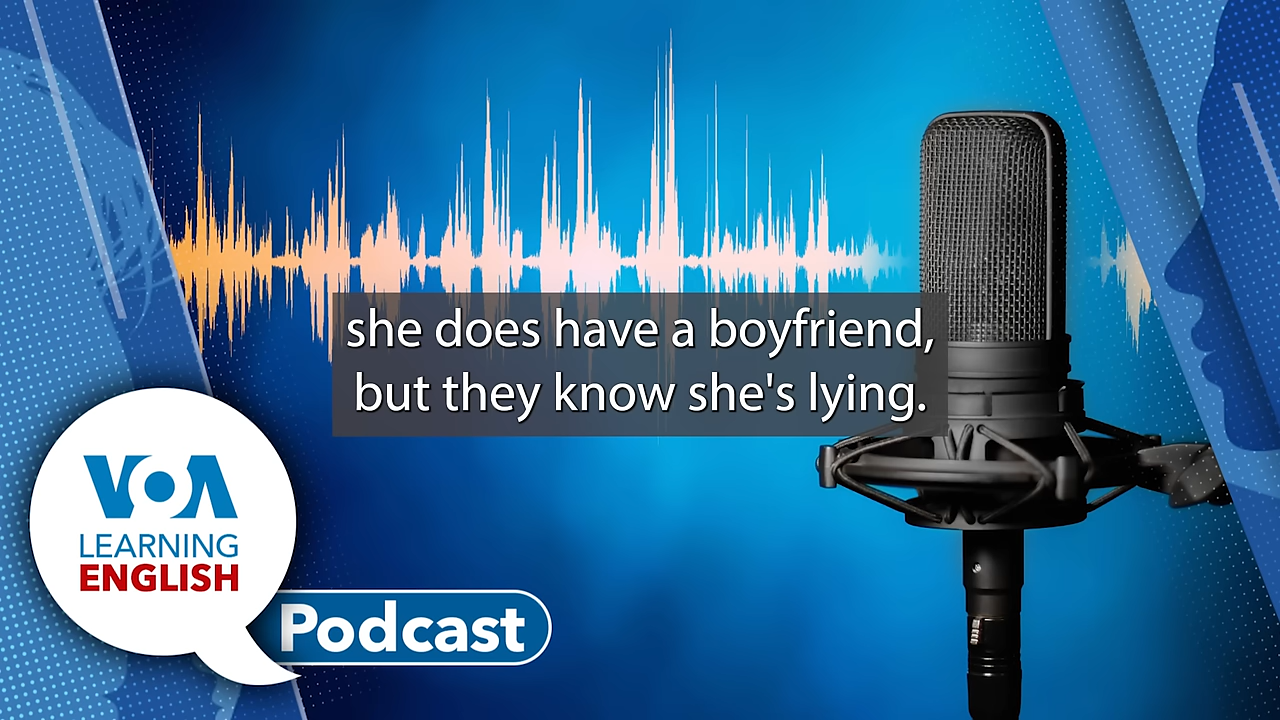 she does have a boyfriend,
but they know she's lying.
VOA
LEARNING
ENGLISH
Podcast